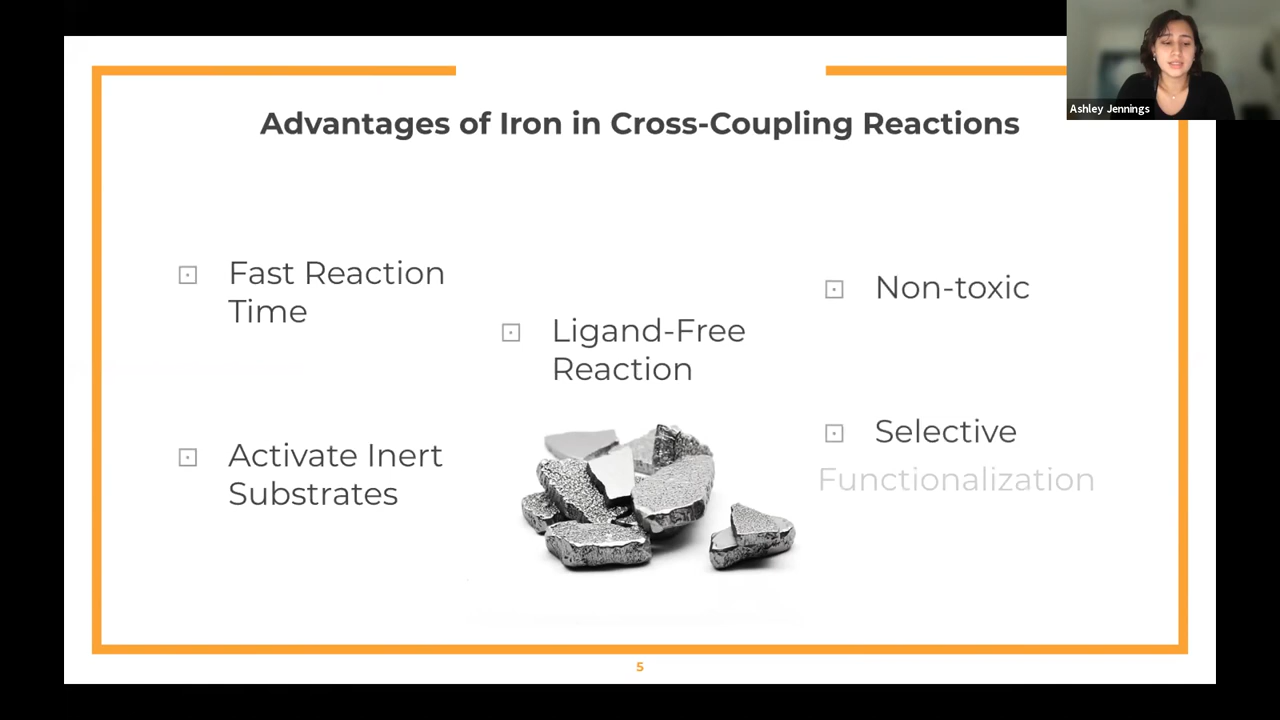 Ashley Jennings
Advantages of Iron in Cross-Coupling Reactions
Fast Reaction
Time
Activate Inert
Substrates
Ligand-Free
Reaction
Non-toxic
Selective
Functionalization
5